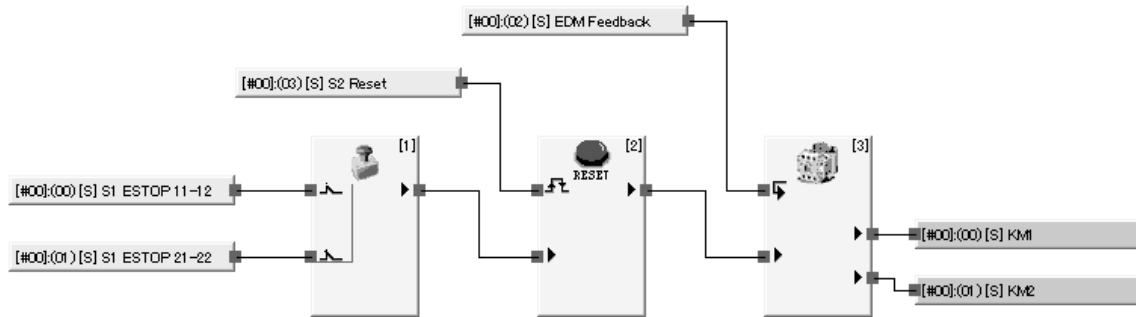 [#00]:(02) [S] EDM Feedback
[#00]:(03) [S] S2 Reset
[1]
[2]
[3]
RESET
[#00]:(00) [S] S1 ESTOP 11-12
[#00]:(00) [S] KM1
[#00]:(01) [S] S1 ESTOP 21-22
[#00]:(01) [S] KM2